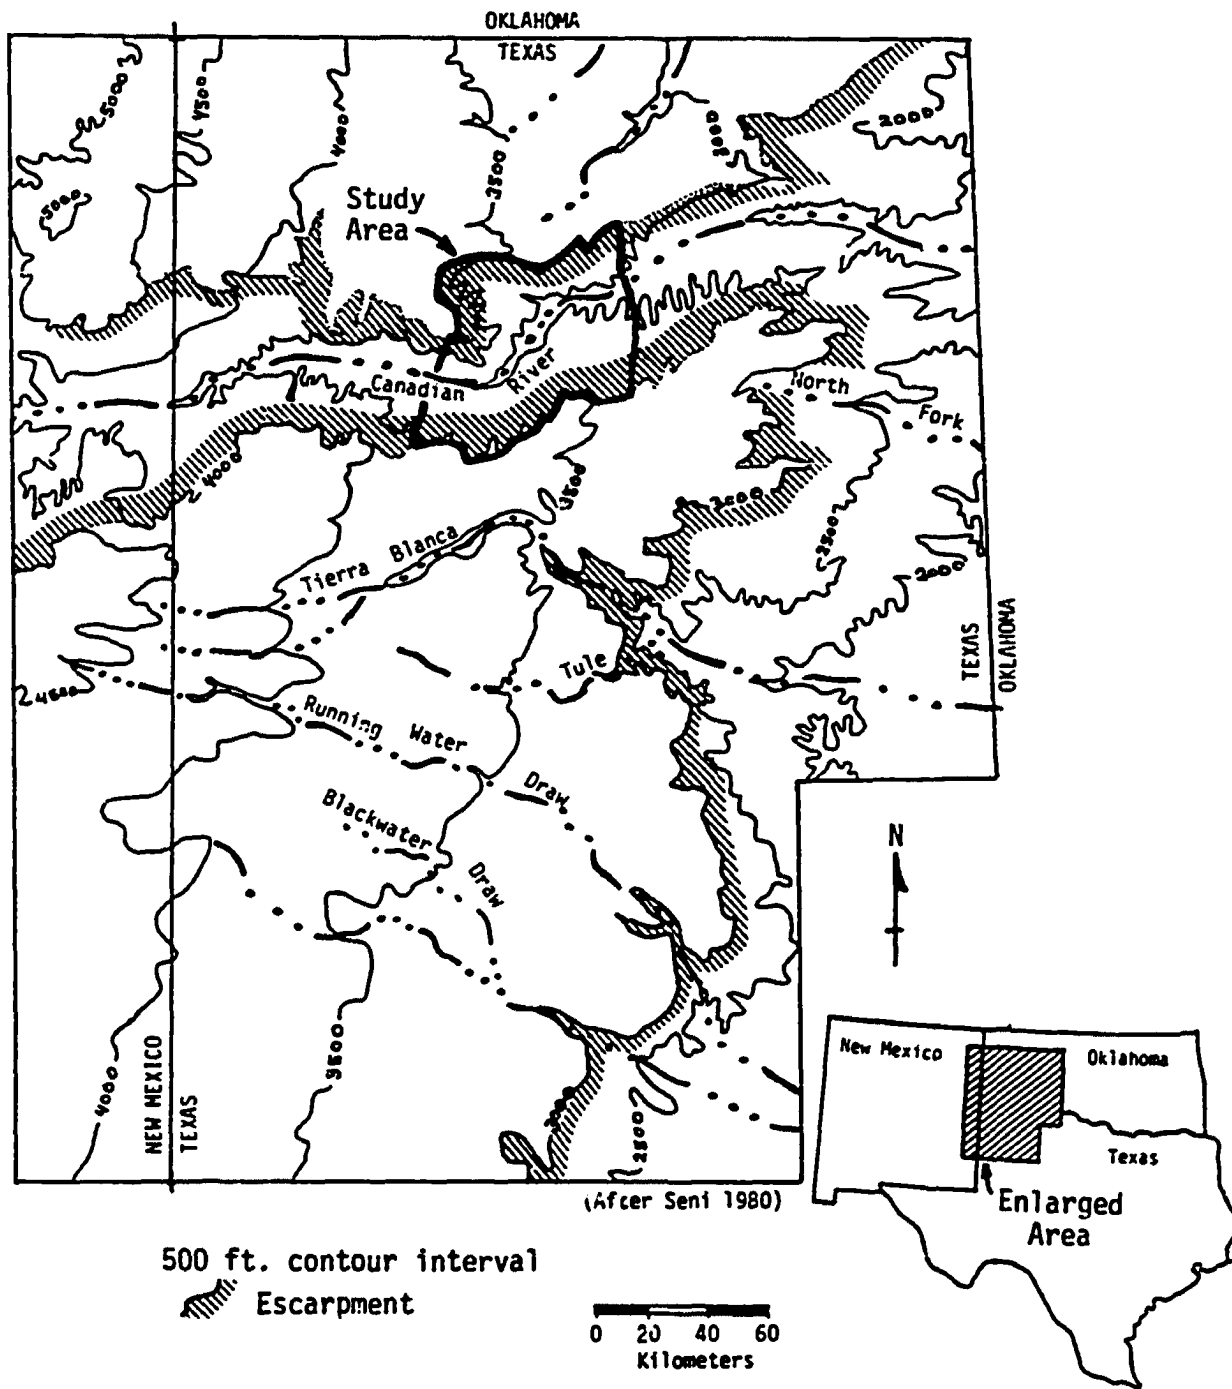 OKLAHOMA
TEXAS
5000
4500
4000
3500
3000
2000
5000
Study
Area
Canadian
River
North
Fork
4000
3500
3000
2500
2000
Tierra Blanca
TEXAS
OKLAHOMA
Tule
4500
Running Water
Draw
Blackwater
Draw
N
4000
NEW MEXICO
TEXAS
3500
2500
New Mexico
Oklahoma
Texas
Enlarged
Area
(After Seni 1980)
500 ft. contour interval
Escarpment
0 20 40 60
Kilometers